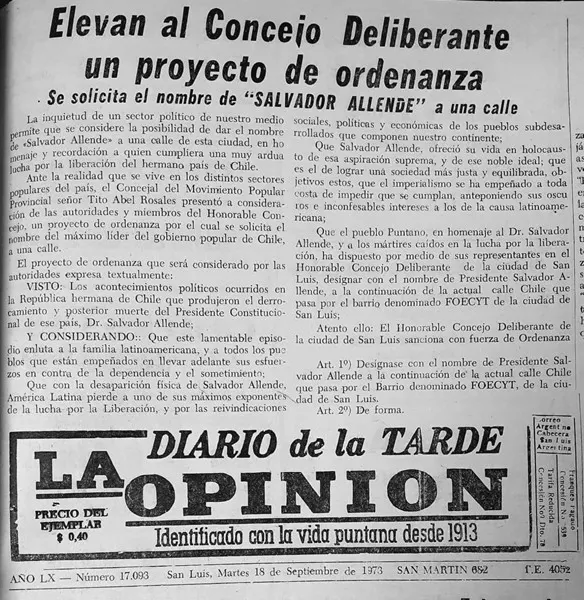 Elevan al Concejo Deliberante
un proyecto de ordenanza
Se solicita el nombre de "SALVADOR ALLENDE" a una calle
La inquietud de un sector político de nuestro medio
permite que se considere la posibilidad de dar el nombre
de «Salvador Allende» a una calle de esta ciudad, en ho
menaje y recordación a quien cumpliera una muy ardua
lucha por la liberación del hermano país de Chile.
Ante la realidad que se vive en los distintos sectores
populares del país, el Concejal del Movimiento Popular
Provincial señor Tito Abel Rosales presentó a considera-
ción de las autoridades y miembros del Honorable Con-
cejo, un proyecto de ordenanza por el cual se solicita el
nombre del máximo líder del gobierno popular de Chile,
a una calle.
El proyecto de ordenanza que será considerado por las
autoridades expresa textualmente:
VISTO: Los acontecimientos políticos ocurridos en
la República hermana de Chile que produjeron el derro-
camiento y posterior muerte del Presidente Constitucio-
nal de ese país, Dr. Salvador Allende;
Y CONSIDERANDO:: Que este lamentable episo-
dio enluta a la familia latinoamericana, y a todos los pue
blos que están empeñados en llevar adelante sus esfuer-
zos en contra de la dependencia y el sometimiento;
Que con la desaparición física de Salvador Allende,
América Latina pierde a uno de sus máximos exponentes
de la lucha por la Liberación, y por las reivindicaciones
sociales, políticas y económicas de los pueblos subdesa-
rrollados que componen nuestro continente;
Que Salvador Allende, ofreció su vida en holocausto
de esa aspiración suprema, y de ese noble ideal; que
es el de lograr una sociedad más justa y equilibrada, ob-
jetivos estos, que el imperialismo se ha empeñado a toda
costa de impedir que se cumplan, anteponiendo sus oscu
ros e inconfesables intereses a los de la causa latinoame-
ricana;
Que el pueblo Puntano, en homenaje al Dr. Salvador
Allende, y a los mártires caídos en la lucha por la libera-
ción, ha dispuesto por medio de sus representantes en el
Honorable Concejo Deliberante de la ciudad de San
Luis, designar con el nombre de Presidente Salvador A-
llende, a la continuación de la actual calle Chile que
pasa por el barrio denominado FOECYT de la ciudad de
San Luis;
Atento ello: El Honorable Concejo Deliberante de
la ciudad de San Luis sanciona con fuerza de Ordenanza
Art. 1º) Desígnase con el nombre de Presidente Sal-
vador Allende a la continuación de la actual calle Chile
que pasa por el Barrio denominado FOECYT, de la ciu-
dad de San Luis.
Art. 2º) De forma.
DIARIO de la TARDE
LA OPINION
PRECIO DEL
EJEMPLAR
$ 0,40
Identificado con la vida puntana desde 1913
Correo
Argentino
Cabecera
San Luis
Argentina
Franqueo Pagado
Concesión No. 539
Tarifa Reducida
Concesión No. Dto. 78
AÑO LX — Número 17.093 San Luis, Martes 18 de Septiembre de 1973 SAN MARTIN 682 T.E. 4052